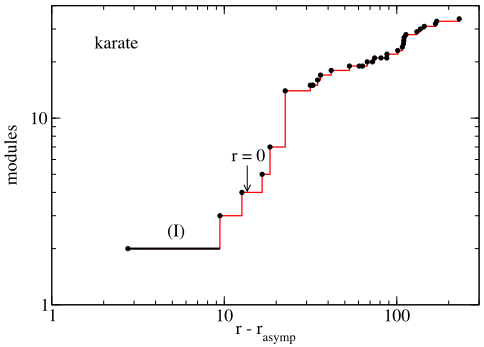 karate
10
r = 0
modules
(I)
1
1
10
100
r - r_asymp